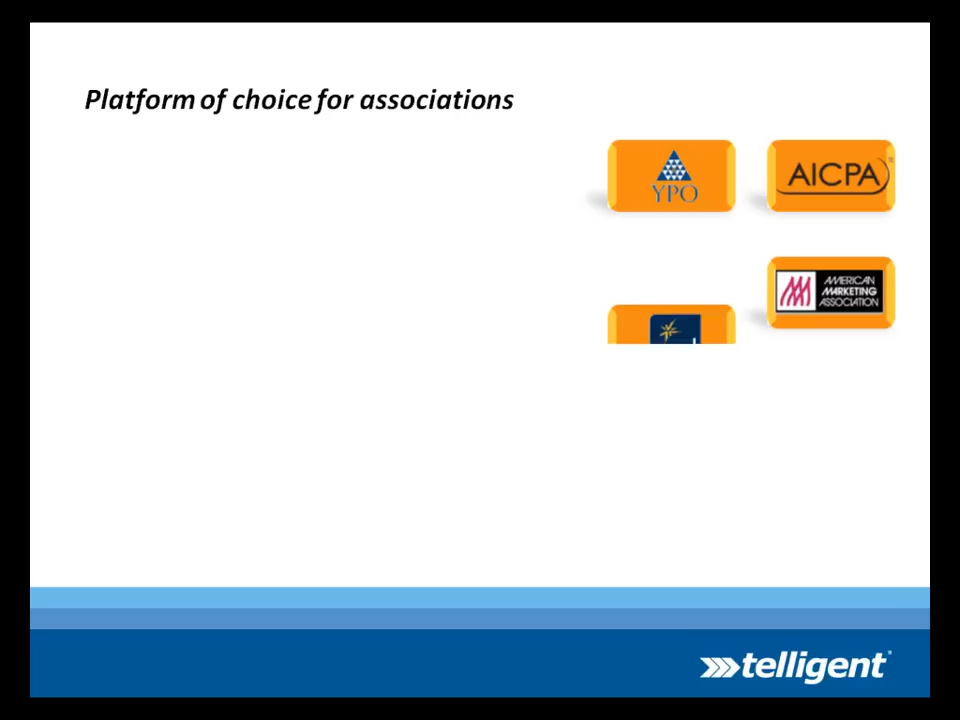 Platform of choice for associations
YPO
AICPA
AMERICAN
MARKETING
ASSOCIATION
telligent